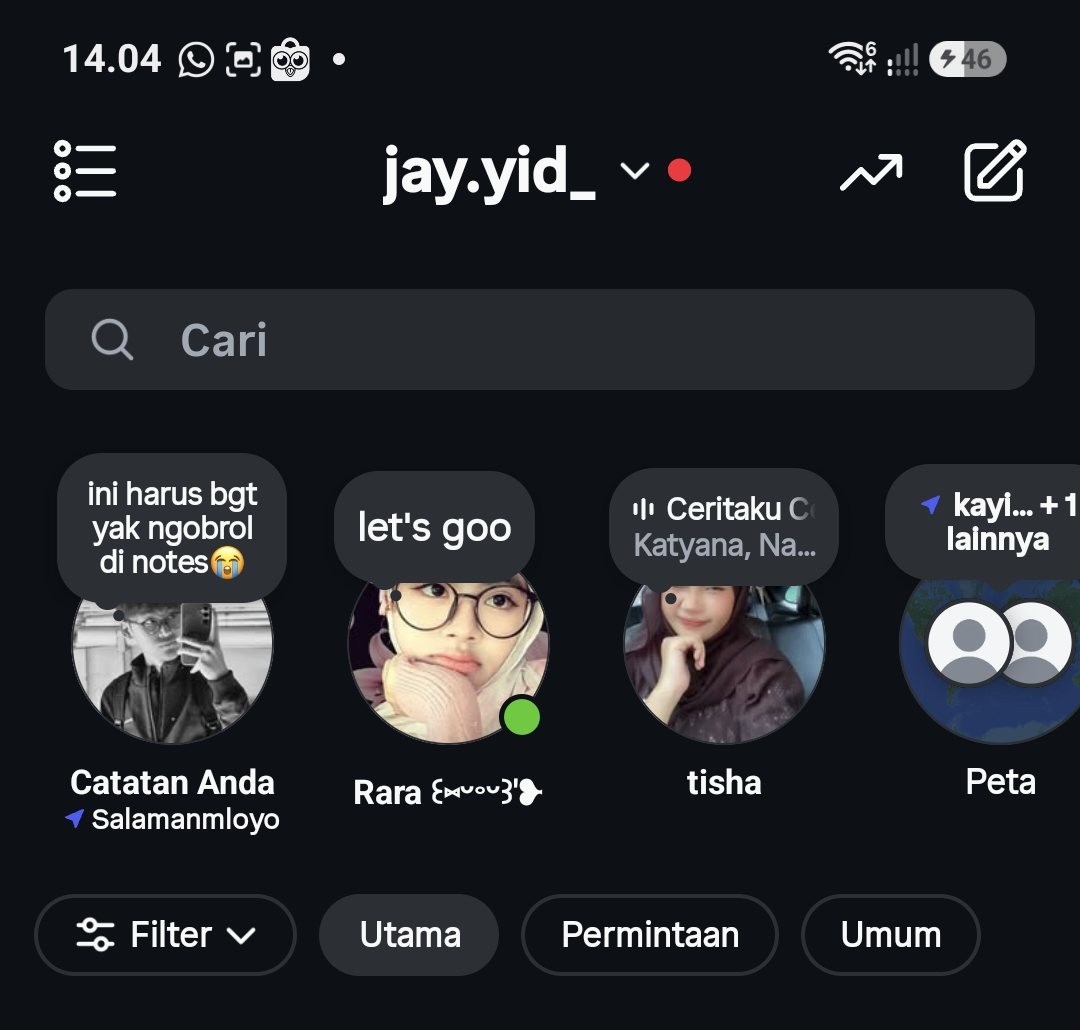 14.04
6
46
jay.yid_
Cari
ini harus bgt
yak ngobrol
di notes😭
let's goo
Ceritaku
Katyana, Na...
kayi... + 1
lainnya
Catatan Anda
Salamanmloyo
Rara
tisha
Peta
Filter
Utama
Permintaan
Umum